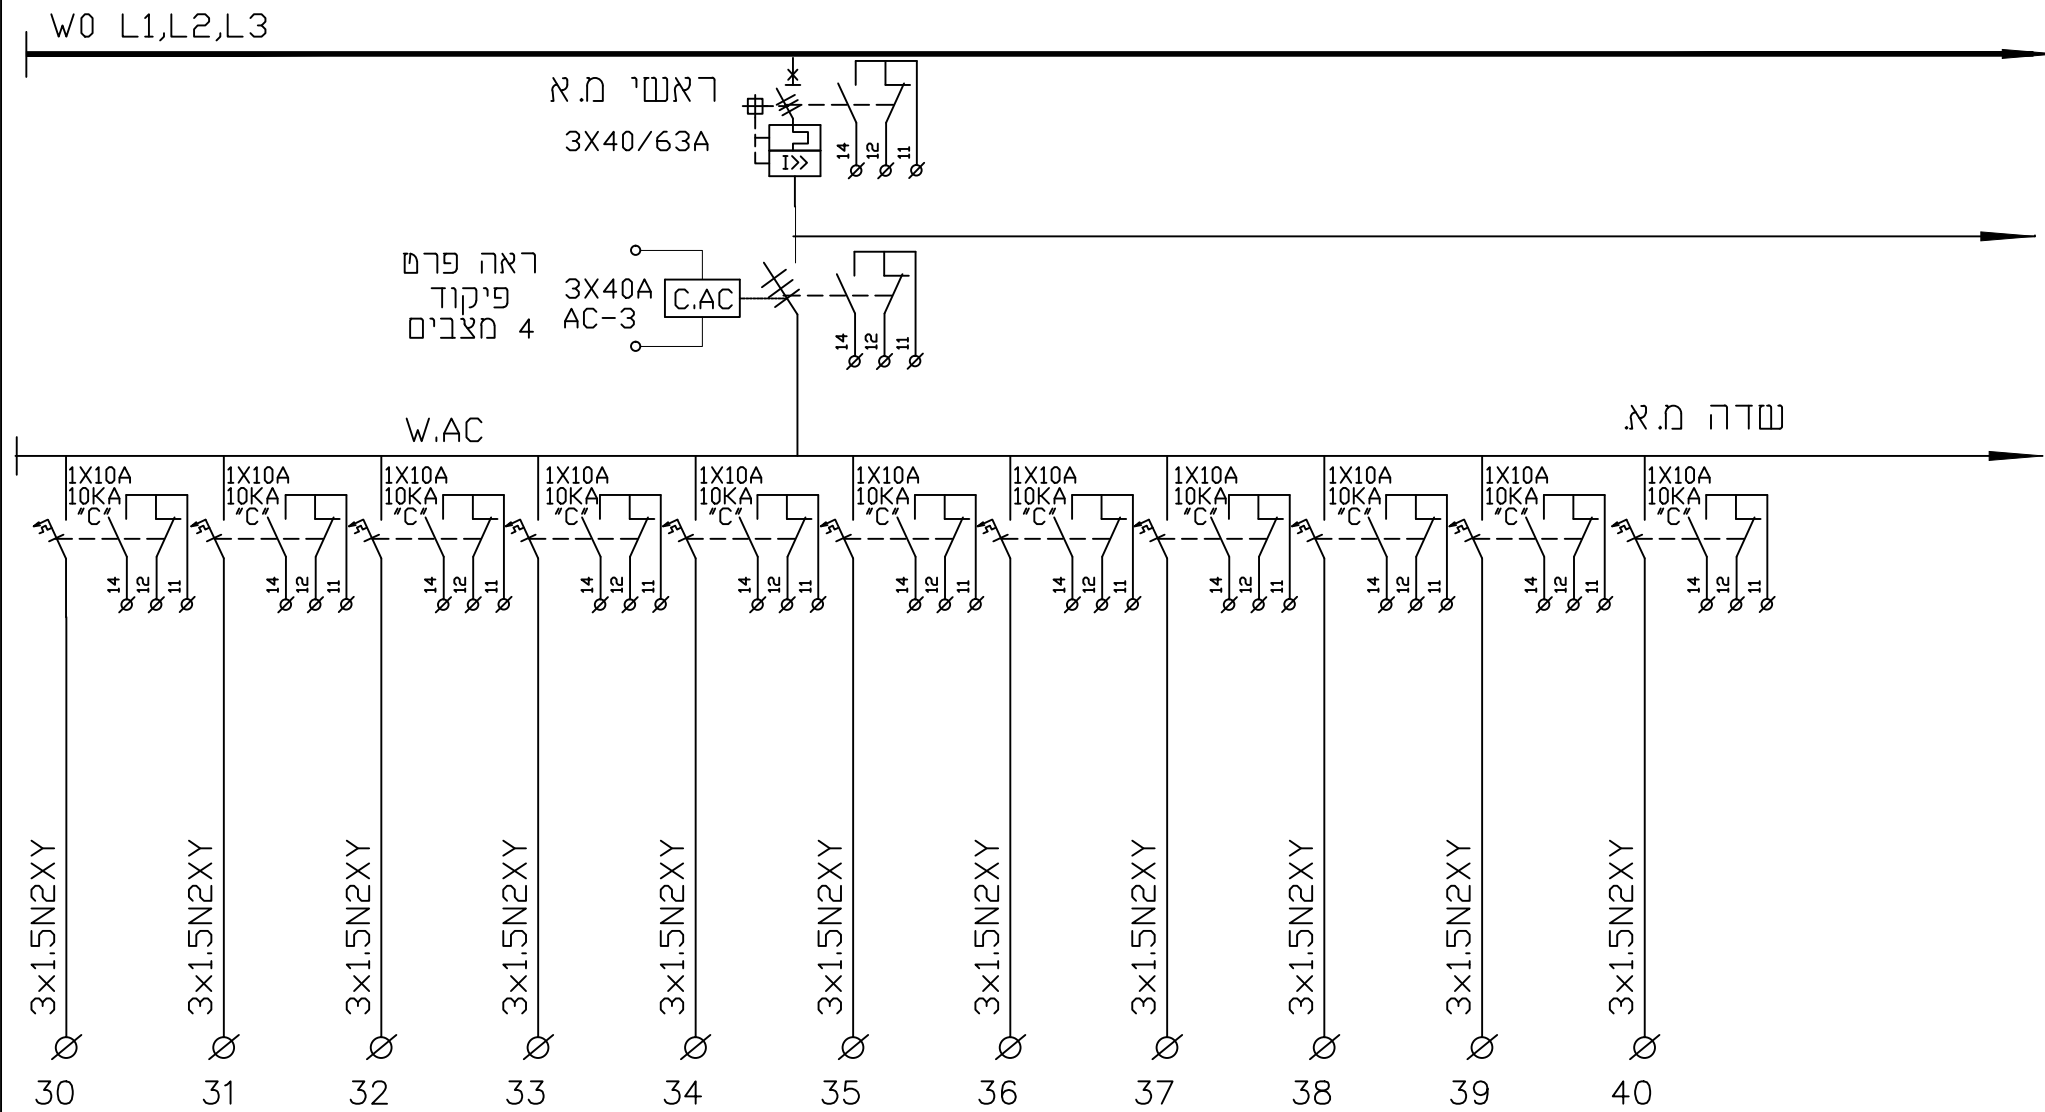 W0 L1,L2,L3
ראשי מ.א
3X40/63A
I>>
14 12 11
ראה פרט
פיקוד
4 מצבים
3X40A
AC-3
C.AC
14 12 11
W.AC
שדה מ.א.
1X10A 1X10A 1X10A 1X10A 1X10A 1X10A 1X10A 1X10A 1X10A 1X10A 1X10A
10KA 10KA 10KA 10KA 10KA 10KA 10KA 10KA 10KA 10KA 10KA
"C" "C" "C" "C" "C" "C" "C" "C" "C" "C" "C"
14 12 11 14 12 11 14 12 11 14 12 11 14 12 11 14 12 11 14 12 11 14 12 11 14 12 11 14 12 11 14 12 11
3x1.5N2XY 3x1.5N2XY 3x1.5N2XY 3x1.5N2XY 3x1.5N2XY 3x1.5N2XY 3x1.5N2XY 3x1.5N2XY 3x1.5N2XY 3x1.5N2XY 3x1.5N2XY
30 31 32 33 34 35 36 37 38 39 40